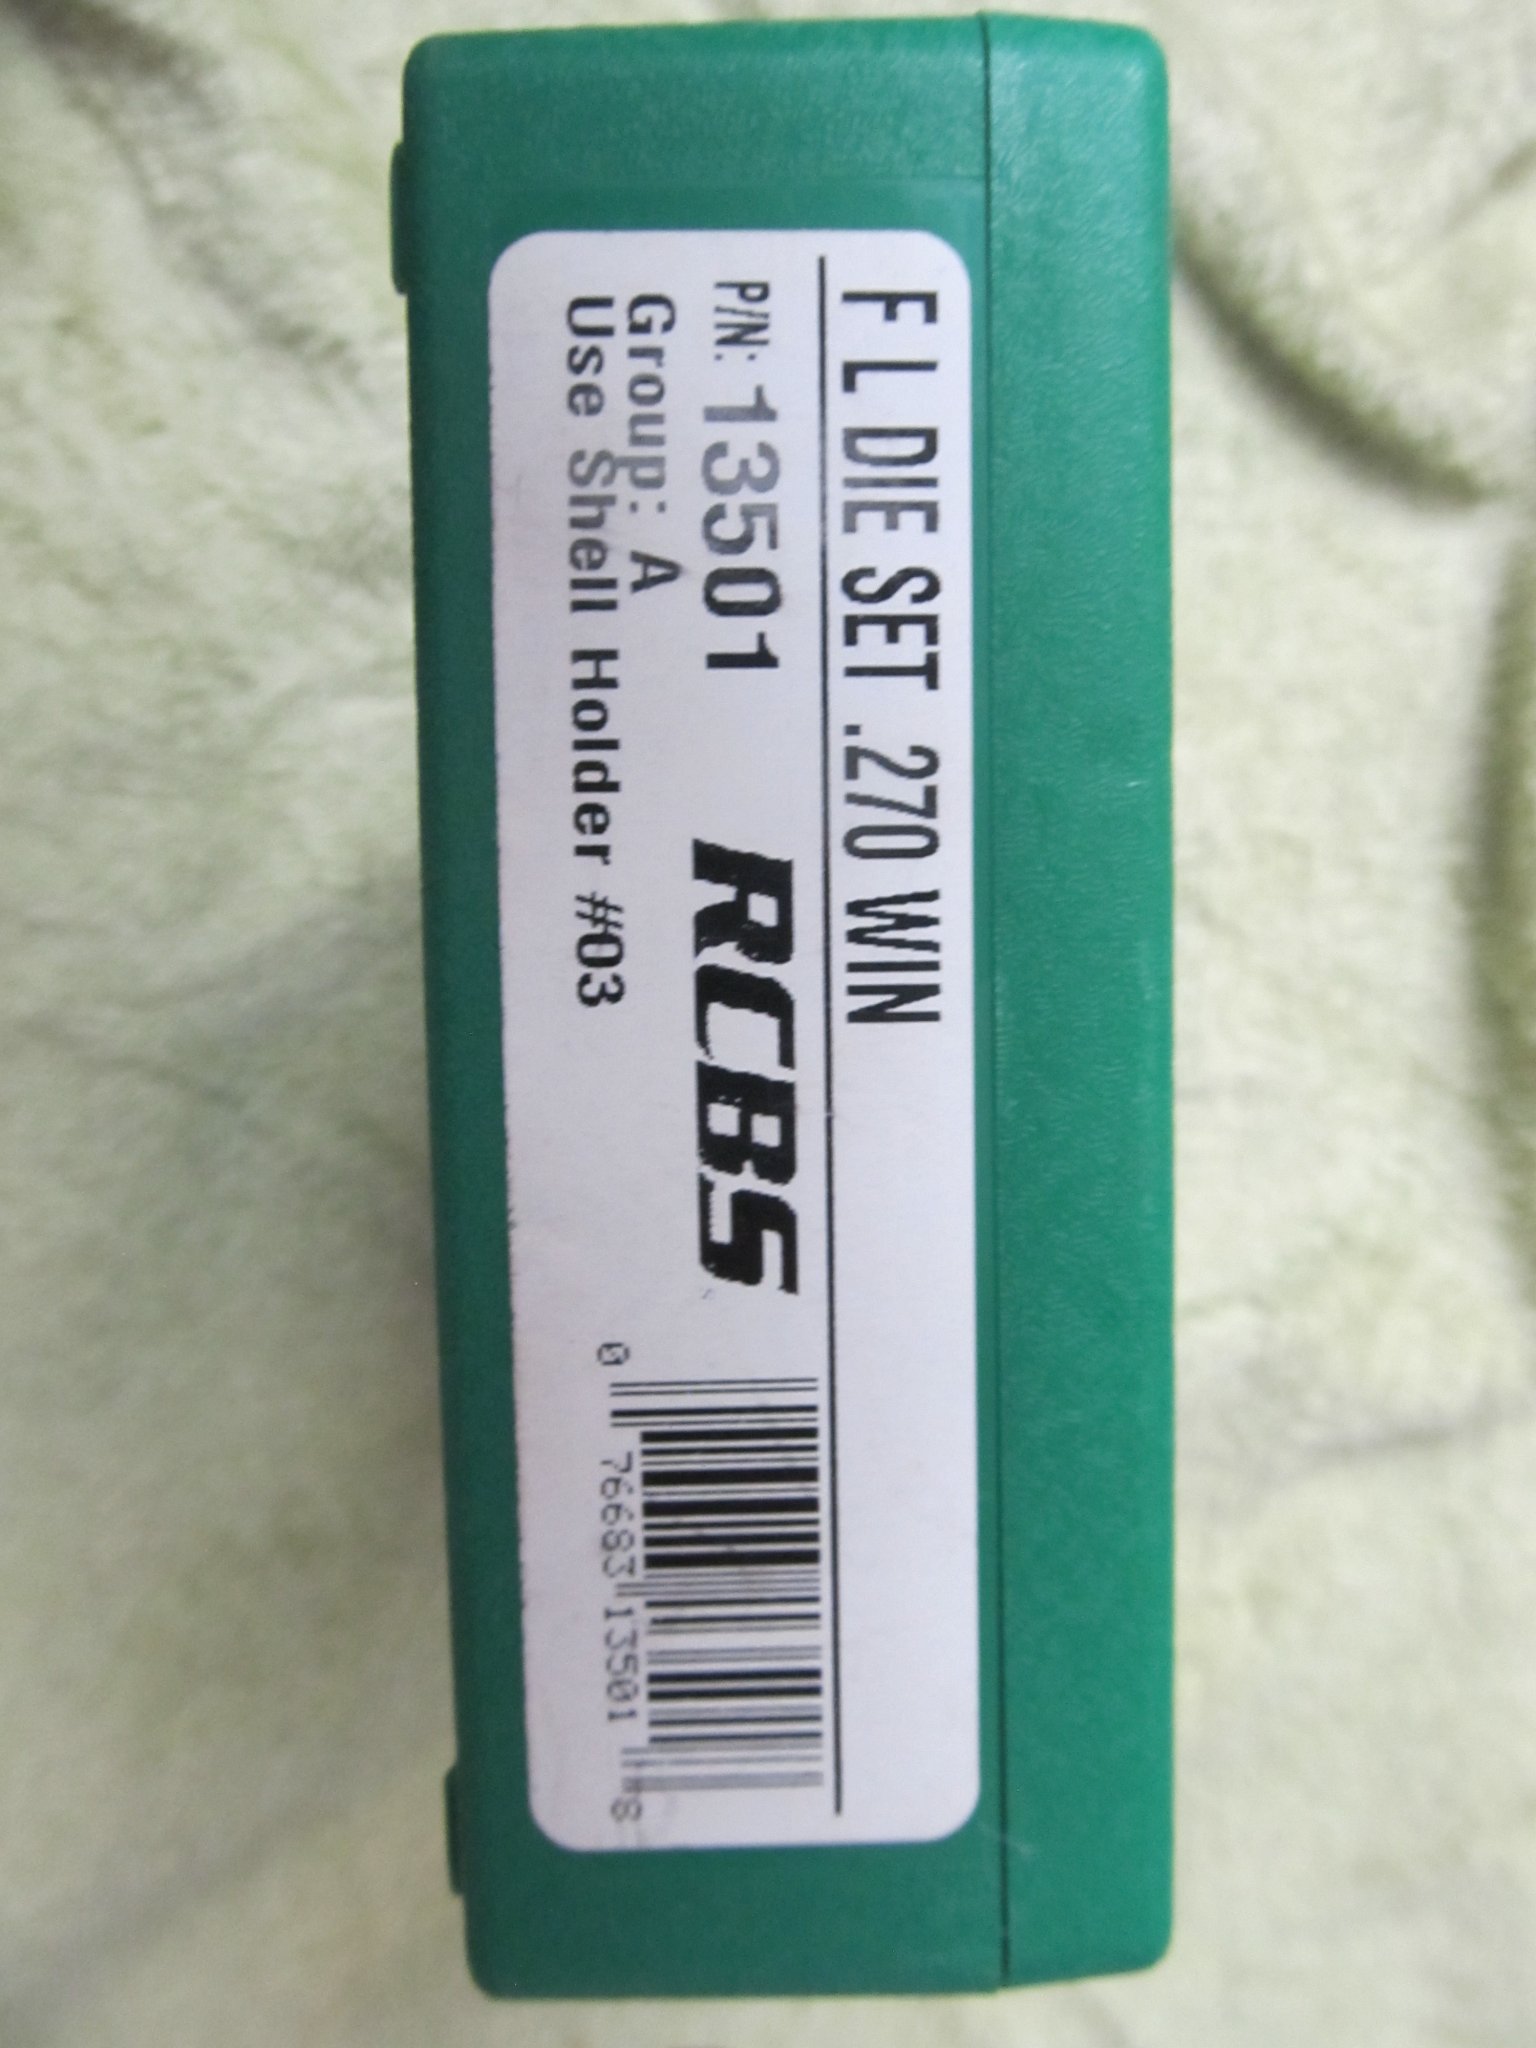 F L DIE SET .270 WIN
P/N: 13501
RCBS
Group: A
Use Shell Holder #03
0 76683 13501 8